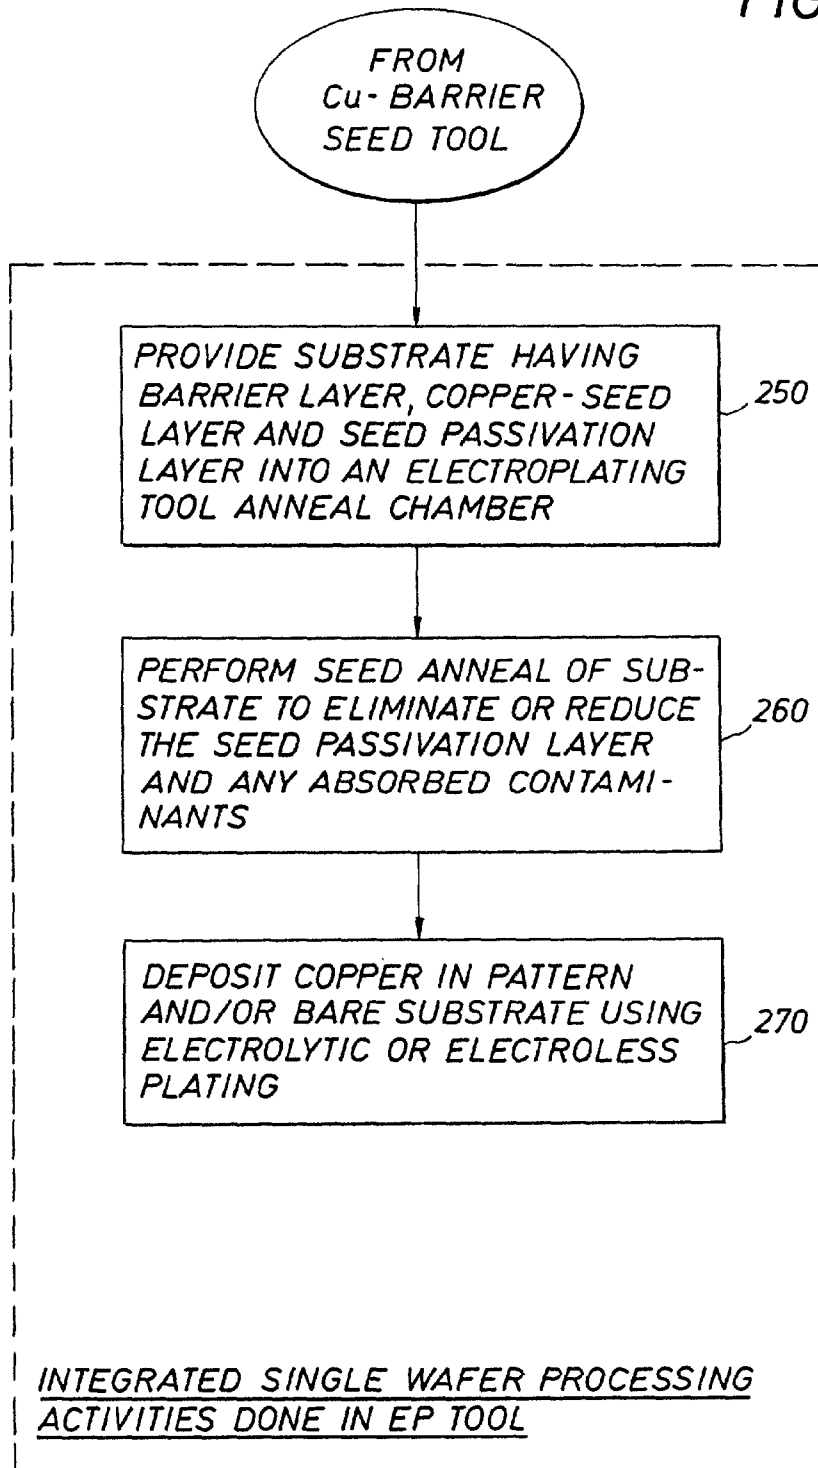 FIG
FROM
Cu-BARRIER
SEED TOOL
PROVIDE SUBSTRATE HAVING
BARRIER LAYER, COPPER-SEED
LAYER AND SEED PASSIVATION
LAYER INTO AN ELECTROPLATING
TOOL ANNEAL CHAMBER
250
PERFORM SEED ANNEAL OF SUB-
STRATE TO ELIMINATE OR REDUCE
THE SEED PASSIVATION LAYER
AND ANY ABSORBED CONTAMI-
NANTS
260
DEPOSIT COPPER IN PATTERN
AND/OR BARE SUBSTRATE USING
ELECTROLYTIC OR ELECTROLESS
PLATING
270
INTEGRATED SINGLE WAFER PROCESSING
ACTIVITIES DONE IN EP TOOL